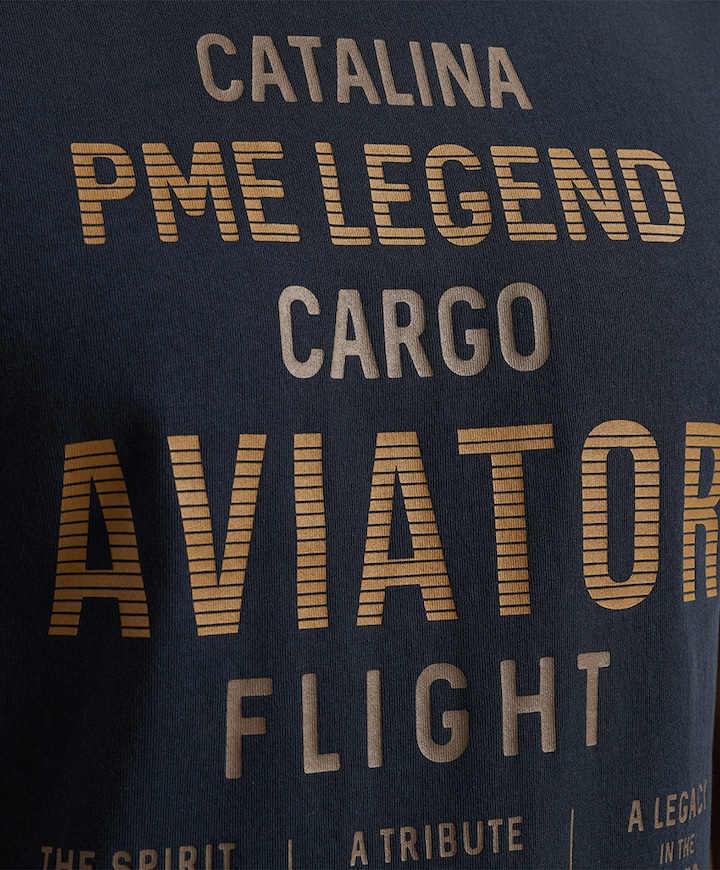 CATALINA
PME LEGEND
CARGO
AVIATOR
FLIGHT
THE SPIRIT | A TRIBUTE | A LEGACY
IN THE